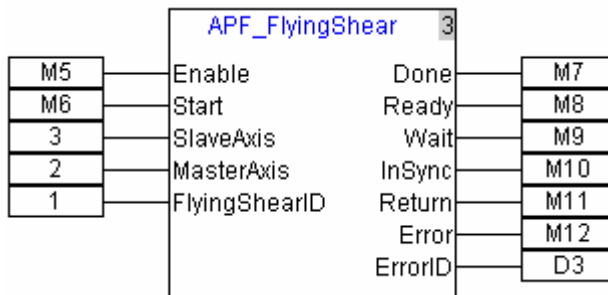 APF_FlyingShear 3
M5 Enable Done M7
M6 Start Ready M8
3 SlaveAxis Wait M9
2 MasterAxis InSync M10
1 FlyingShearID Return M11
Error M12
ErrorID D3